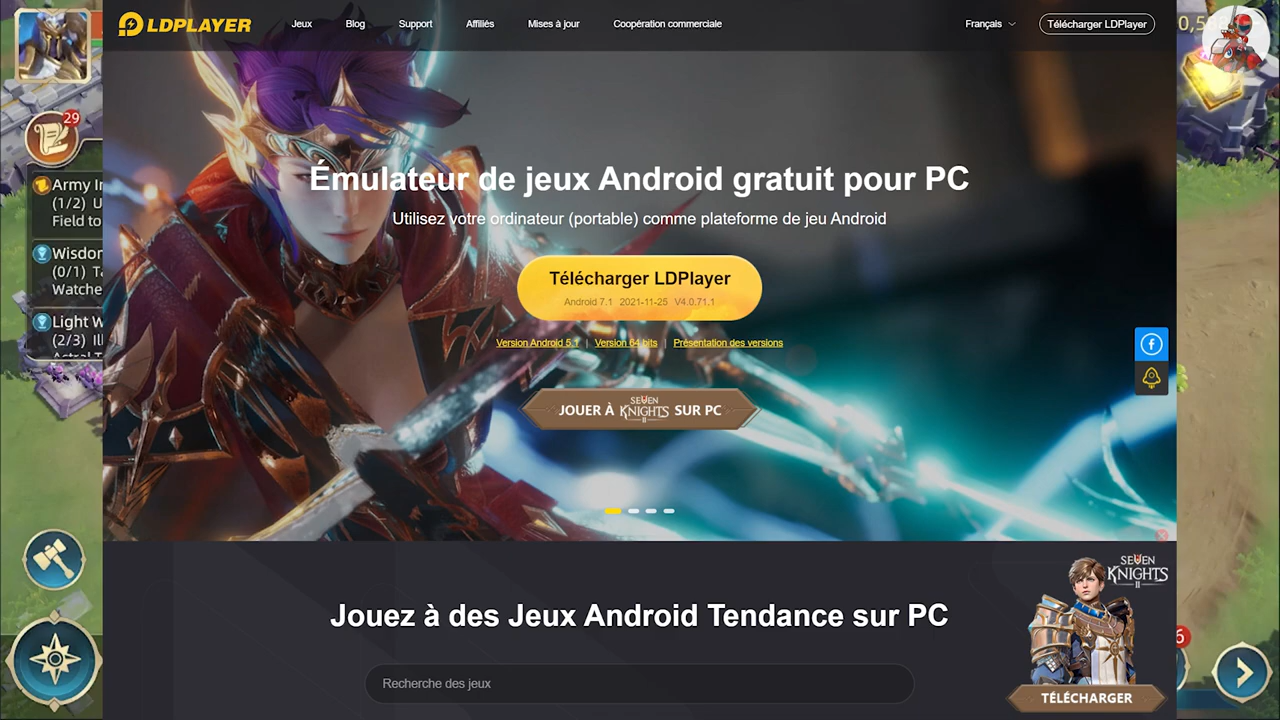 LDPLAYER
Jeux
Blog
Support
Affiliés
Mises à jour
Coopération commerciale
Français
Télécharger LDPlayer
29
Army
(1/2)
Field to
Wisdom
(0/1)
Watche
Light W
(2/3)
Émulateur de jeux Android gratuit pour PC
Utilisez votre ordinateur (portable) comme plateforme de jeu Android
Télécharger LDPlayer
Android 7.1 2021-11-25 V4.0.71.1
Version Android 5.1 | Version 64 bits | Présentation des versions
JOUER À SEVEN KNIGHTS II SUR PC
Jouez à des Jeux Android Tendance sur PC
Recherche des jeux
SEVEN
KNIGHTS
II
TÉLÉCHARGER
6